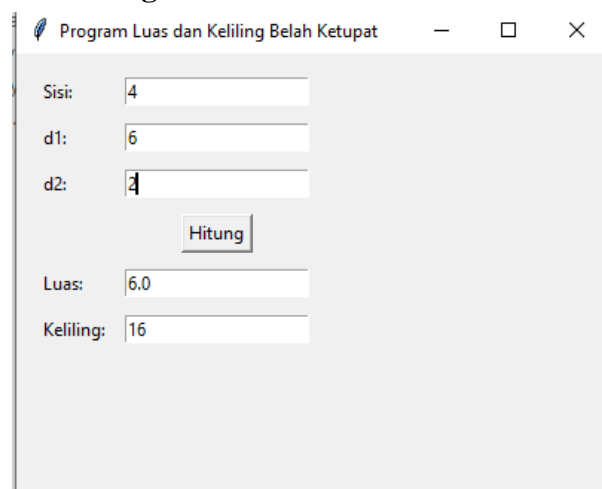 Program Luas dan Keliling Belah Ketupat
Sisi: 4
d1: 6
d2: 2
Hitung
Luas: 6.0
Keliling: 16